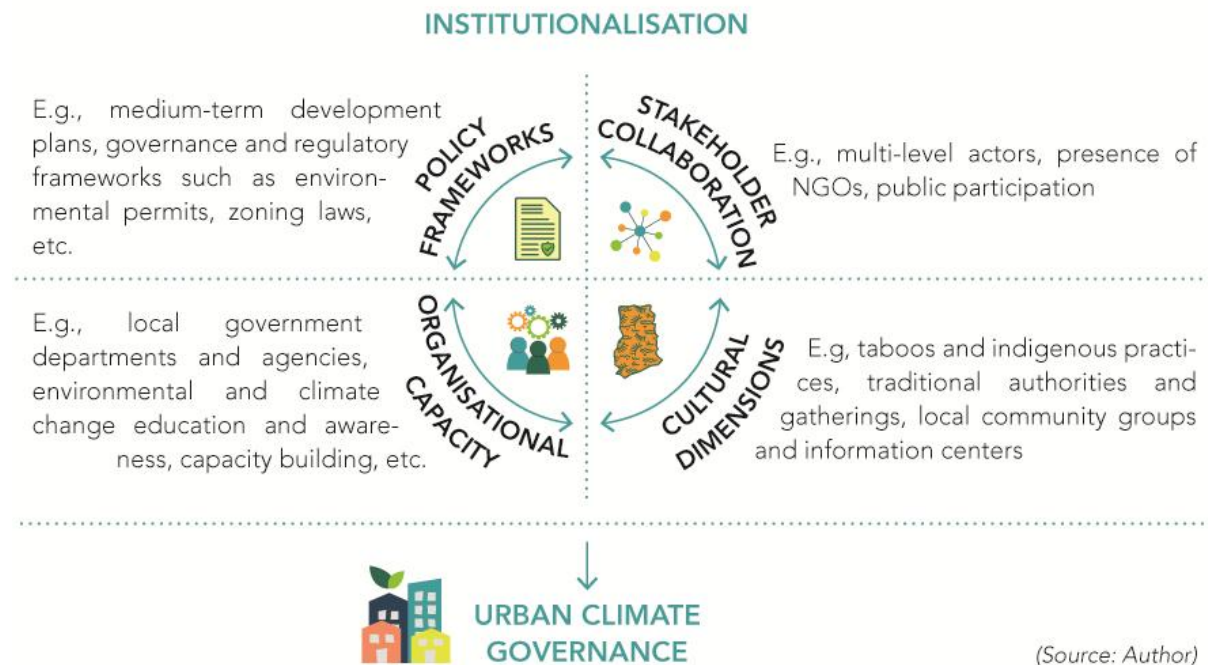 INSTITUTIONALISATION
E.g., medium-term development
plans, governance and regulatory
frameworks such as environ-
mental permits, zoning laws,
etc.
POLICY
FRAMEWORKS
STAKEHOLDER
COLLABORATION
E.g., multi-level actors, presence of
NGOs, public participation
E.g., local government
departments and agencies,
environmental and climate
change education and aware-
ness, capacity building, etc.
ORGANISATIONAL
CAPACITY
CULTURAL
DIMENSIONS
E.g, taboos and indigenous practi-
ces, traditional authorities and
gatherings, local community groups
and information centers
URBAN CLIMATE
GOVERNANCE
(Source: Author)